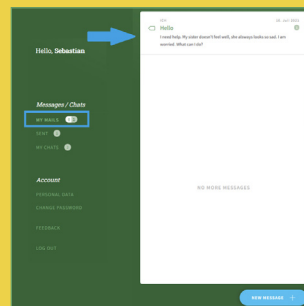 Hello
I need help. My sister doesn't feel well, she always looks so sad. I am
worried. What can I do?
Hello, Sebastian
Messages / Chats
MY MAILS
SENT
MY CHATS
NO MORE MESSAGES
Account
PERSONAL DATA
CHANGE PASSWORD
FEEDBACK
LOG OUT
NEW MESSAGE +